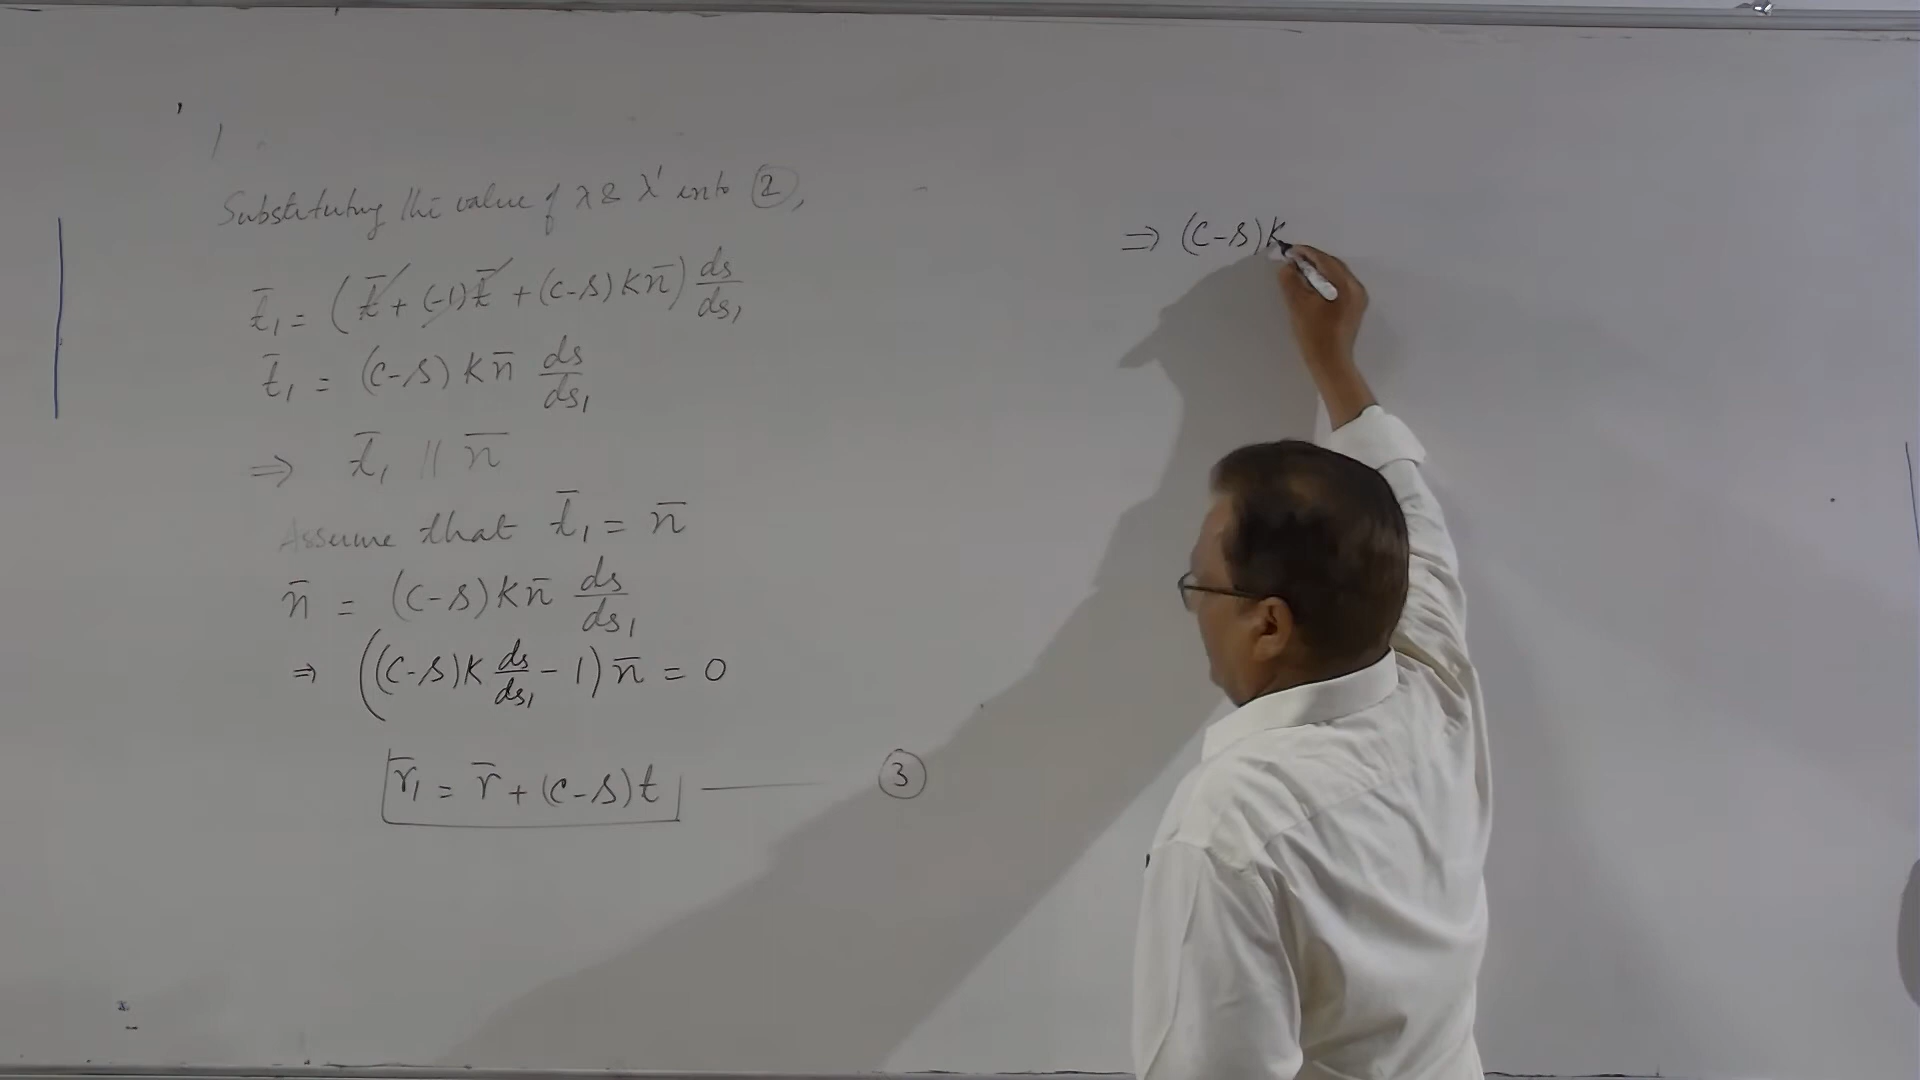 Substituting the value of λ & λ' into ②,
t̄₁ = (t̄ + (-1)t̄ + (c-s) K n̄) ds/ds₁
t̄₁ = (c-s) K n̄ ds/ds₁
⇒ t̄₁ || n̄
Assume that t̄₁ = n̄
n̄ = (c-s) K n̄ ds/ds₁
⇒ ((c-s) K ds/ds₁ - 1) n̄ = 0
r̄₁ = r̄ + (c-s) t — ③
⇒ (c-s) K